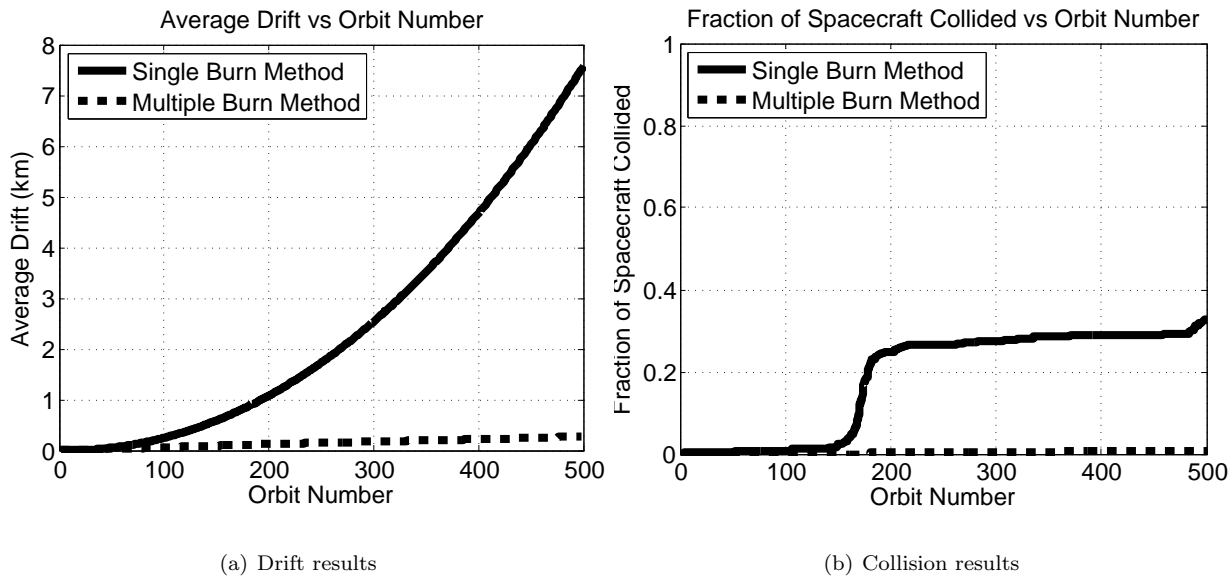 Average Drift vs Orbit Number
8
7
6
5
4
3
2
1
0
Average Drift (km)
Single Burn Method
Multiple Burn Method
0 100 200 300 400 500
Orbit Number
(a) Drift results
Fraction of Spacecraft Collided vs Orbit Number
1
0.8
0.6
0.4
0.2
0
Fraction of Spacecraft Collided
Single Burn Method
Multiple Burn Method
0 100 200 300 400 500
Orbit Number
(b) Collision results